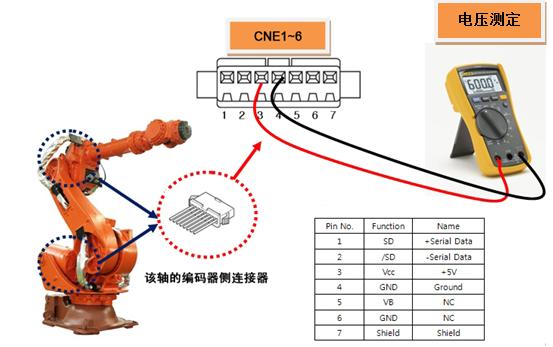 电压测定
CNE1~6
600.0
1 2 3 4 5 6 7
该轴的编码器侧连接器
Pin No. Function Name
1 SD +Serial Data
2 /SD -Serial Data
3 Vcc +5V
4 GND Ground
5 VB NC
6 GND NC
7 Shield Shield